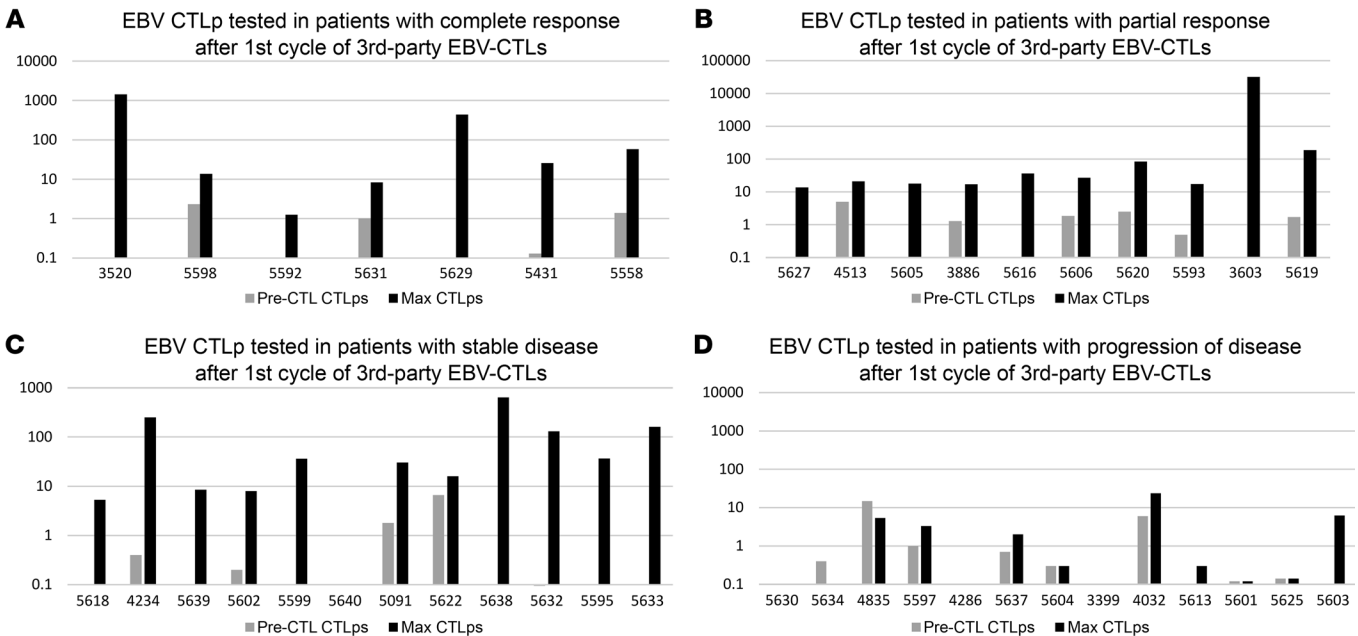 A
EBV CTLp tested in patients with complete response
after 1st cycle of 3rd-party EBV-CTLs
10000
1000
100
10
1
0.1
3520 5598 5592 5631 5629 5431 5558
Pre-CTL CTLps Max CTLps
B
EBV CTLp tested in patients with partial response
after 1st cycle of 3rd-party EBV-CTLs
100000
10000
1000
100
10
1
0.1
5627 4513 5605 3886 5616 5606 5620 5593 3603 5619
Pre-CTL CTLps Max CTLps
C
EBV CTLp tested in patients with stable disease
after 1st cycle of 3rd-party EBV-CTLs
1000
100
10
1
0.1
5618 4234 5639 5602 5599 5640 5091 5622 5638 5632 5595 5633
Pre-CTL CTLps Max CTLps
D
EBV CTLp tested in patients with progression of disease
after 1st cycle of 3rd-party EBV-CTLs
10000
1000
100
10
1
0.1
5630 5634 4835 5597 4286 5637 5604 3399 4032 5613 5601 5625 5603
Pre-CTL CTLps Max CTLps